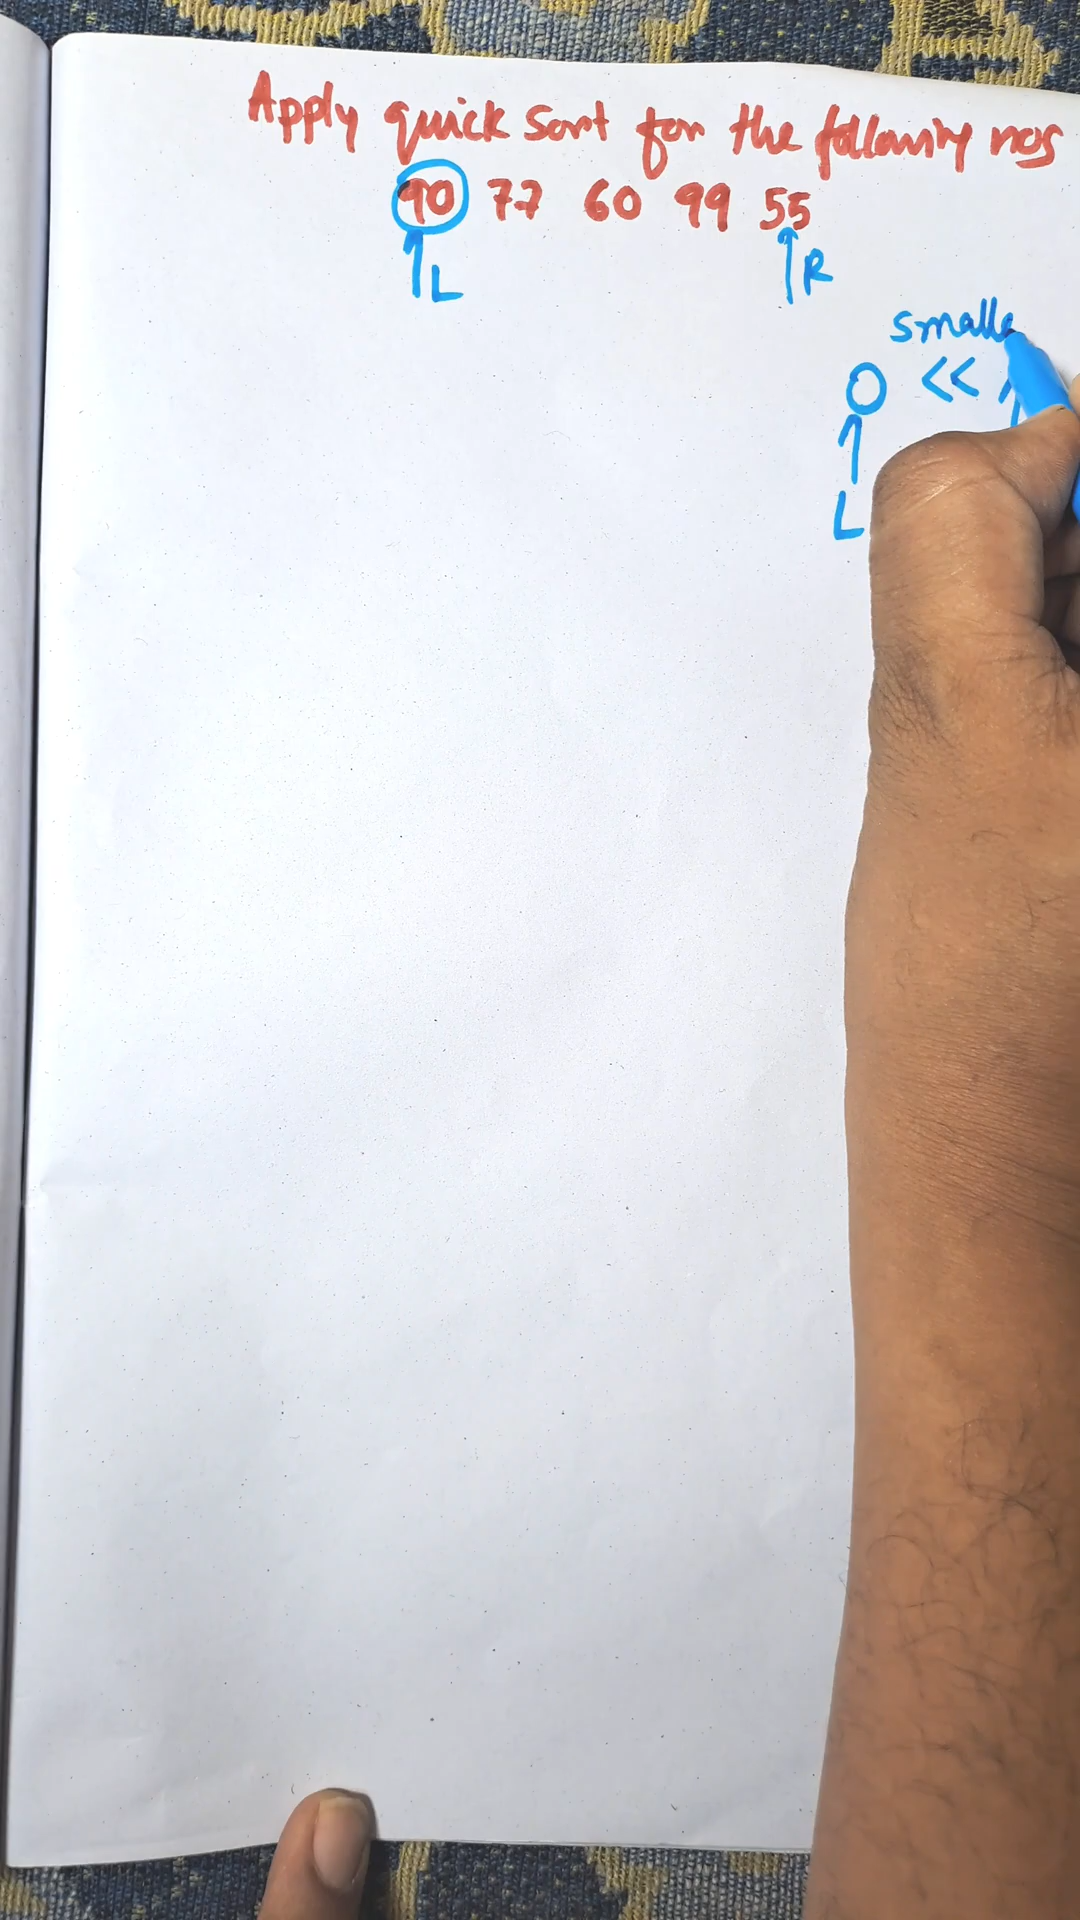 Apply quick sort for the following nos
90 77 60 99 55
L R
smalle
O <<
L